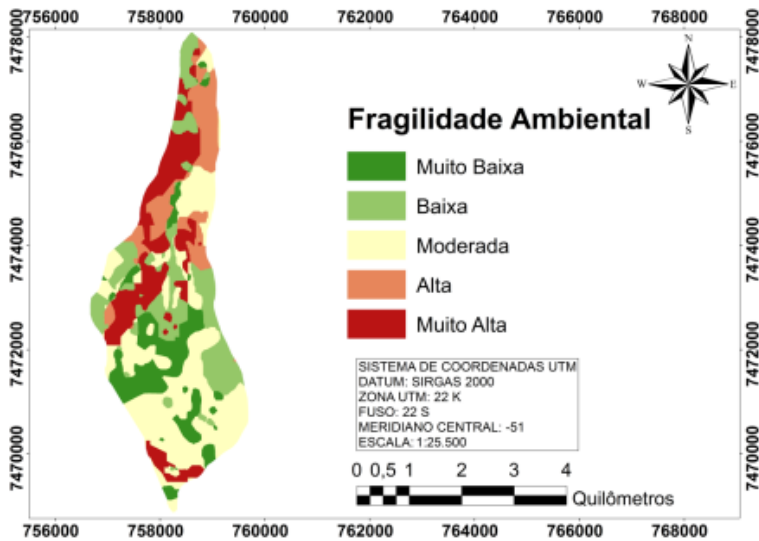 756000 758000 760000 762000 764000 766000 768000
7478000
7476000
7474000
7472000
7470000
7478000
7476000
7474000
7472000
7470000
N
W E
S
Fragilidade Ambiental
Muito Baixa
Baixa
Moderada
Alta
Muito Alta
SISTEMA DE COORDENADAS UTM
DATUM: SIRGAS 2000
ZONA UTM: 22 K
FUSO: 22 S
MERIDIANO CENTRAL: -51
ESCALA: 1:25.500
0 0,5 1 2 3 4
Quilômetros
756000 758000 760000 762000 764000 766000 768000